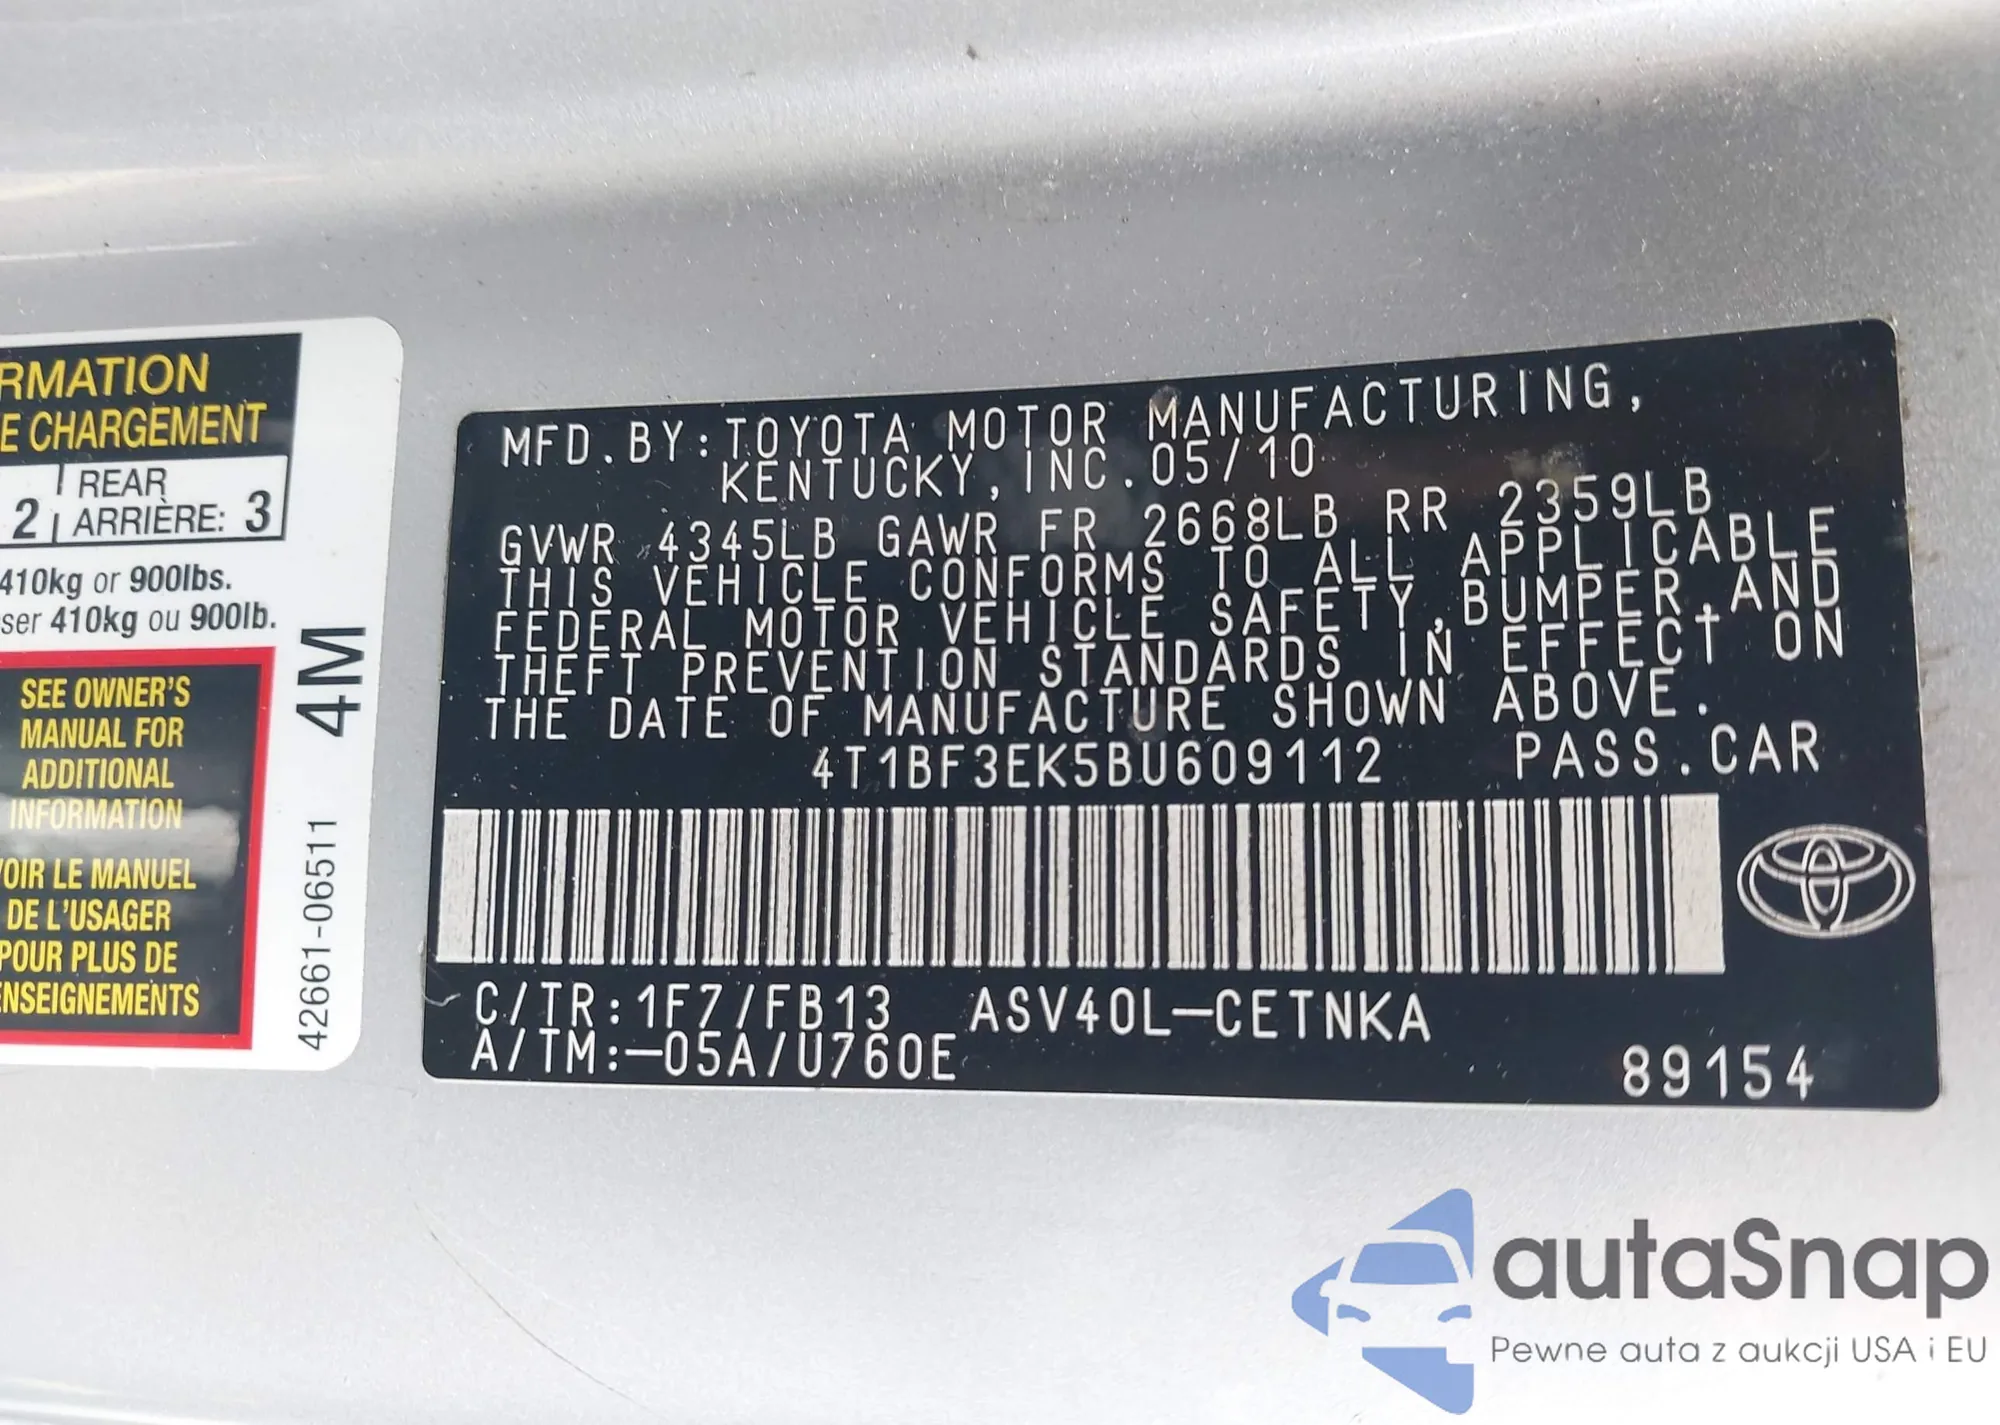 RMATION
E CHARGEMENT
2 REAR
ARRIÈRE: 3
410kg or 900lbs.
ser 410kg ou 900lb.
SEE OWNER'S
MANUAL FOR
ADDITIONAL
INFORMATION
VOIR LE MANUEL
DE L'USAGER
POUR PLUS DE
ENSEIGNEMENTS
42661-06511 4M
MFD.BY:TOYOTA MOTOR MANUFACTURING,
KENTUCKY,INC.05/10
GVWR 4345LB GAWR FR 2668LB RR 2359LB
THIS VEHICLE CONFORMS TO ALL APPLICABLE
FEDERAL MOTOR VEHICLE SAFETY,BUMPER,AND
THEFT PREVENTION STANDARDS IN EFFECT ON
THE DATE OF MANUFACTURE SHOWN ABOVE.
4T1BF3EK5BU609112 PASS.CAR
C/TR:1F7/FB13 ASV40L-CETNKA
A/TM:-05A/U760E
89154
autaSnap
Pewne auta z aukcji USA i EU